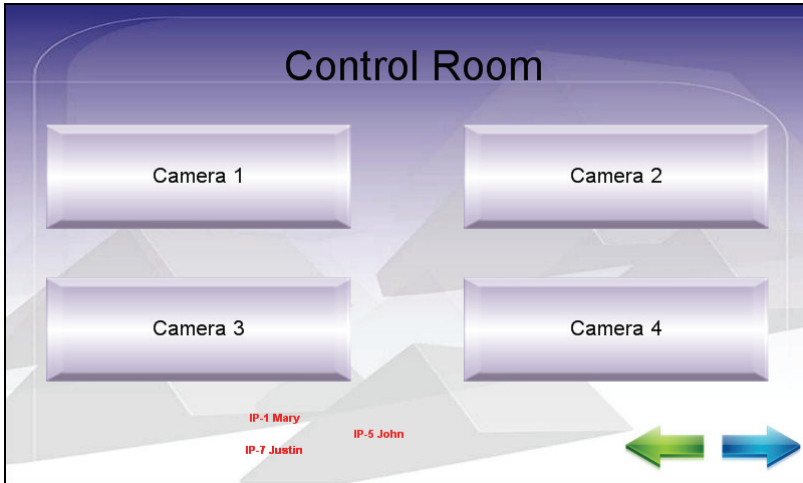 Control Room
Camera 1
Camera 2
Camera 3
Camera 4
IP-1 Mary
IP-5 John
IP-7 Justin